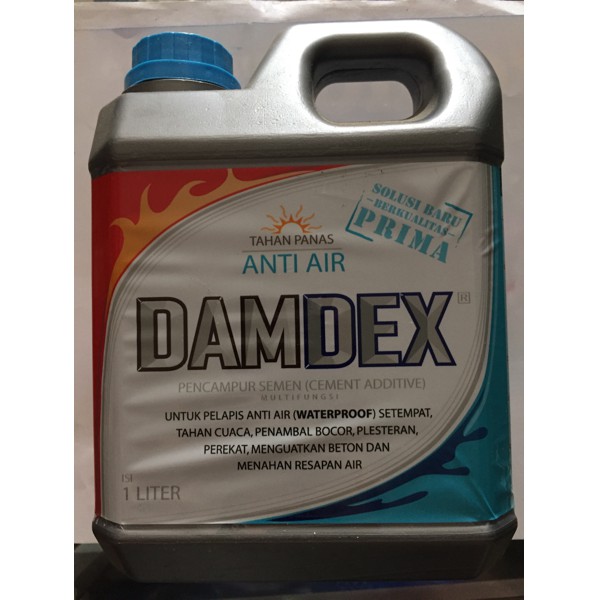 SOLUSI BARU
BERKUALITAS
PRIMA
TAHAN PANAS
ANTI AIR
DAMDEX ®
PENCAMPUR SEMEN (CEMENT ADDITIVE)
MULTIFUNGSI
UNTUK PELAPIS ANTI AIR (WATERPROOF) SETEMPAT,
TAHAN CUACA, PENAMBAL BOCOR, PLESTERAN,
PEREKAT, MENGUATKAN BETON DAN
MENAHAN RESAPAN AIR
ISI
1 LITER